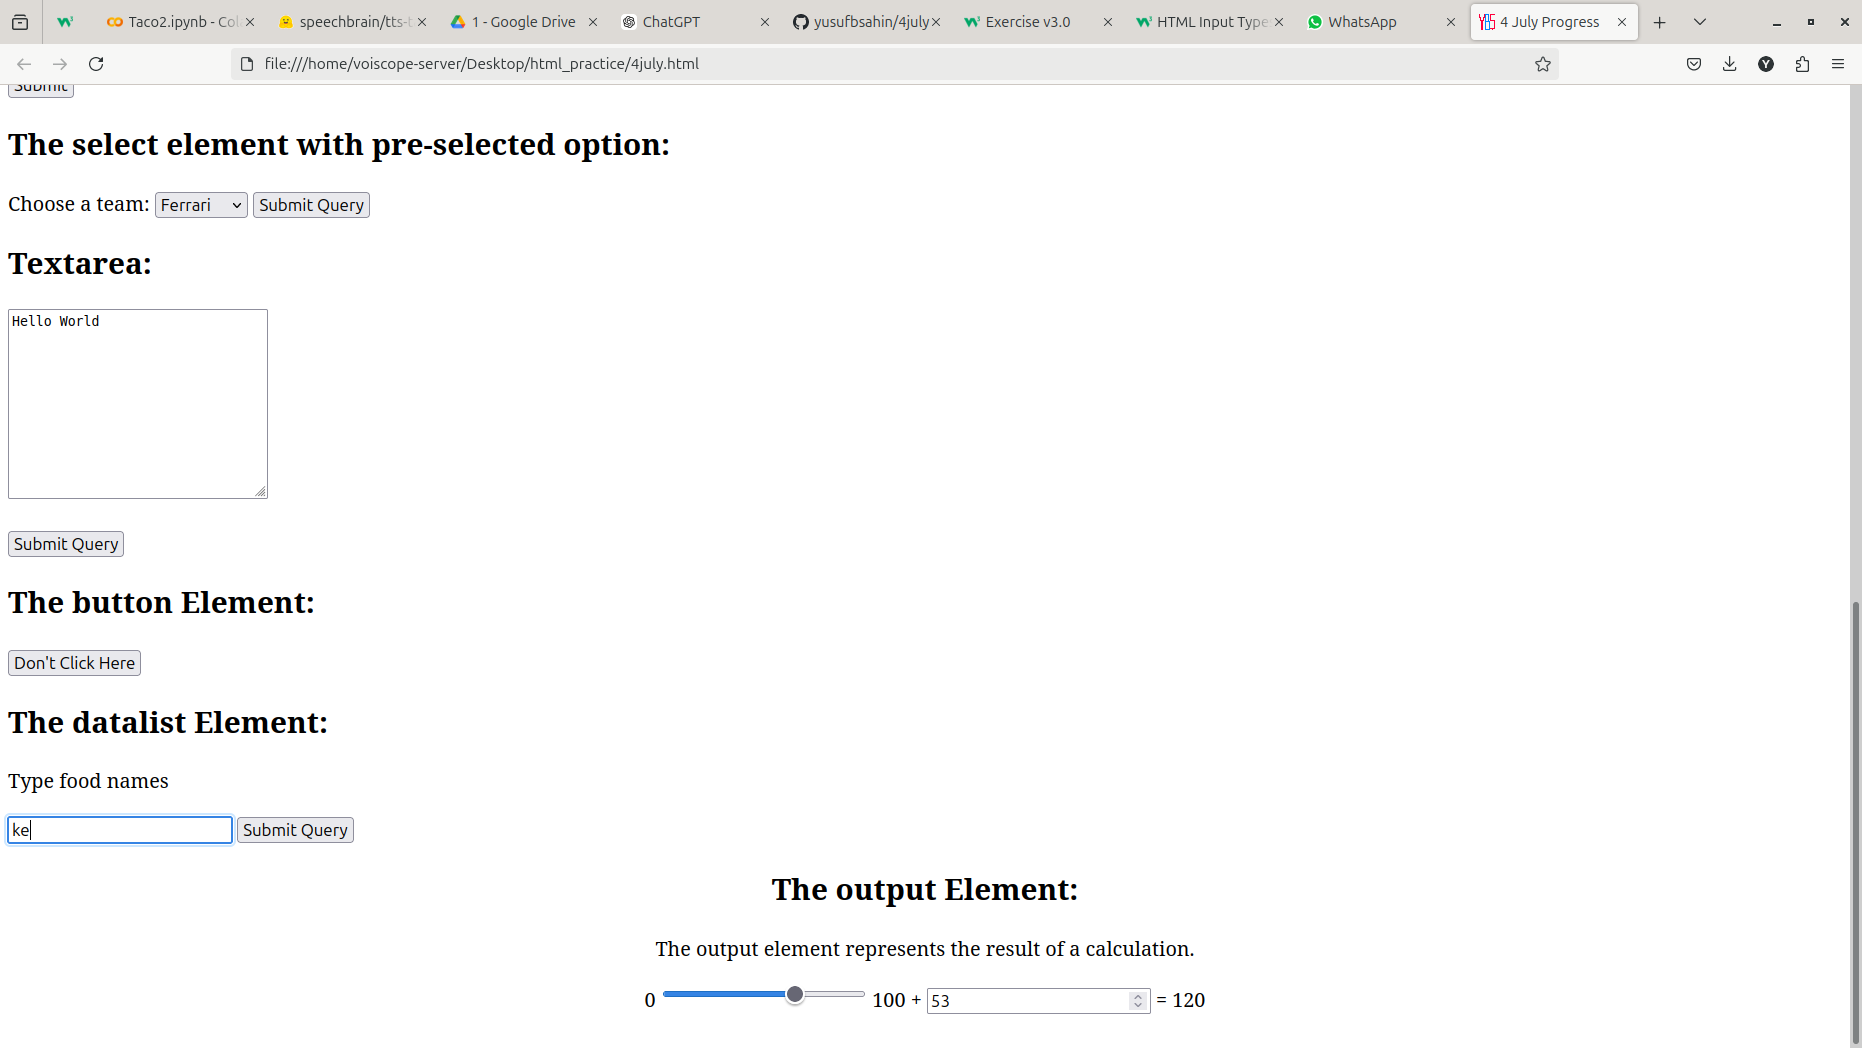 Taco2.ipynb - Col
speechbrain/tts-t
1 - Google Drive
ChatGPT
yusufbsahin/4july
Exercise v3.0
HTML Input Type
WhatsApp
4 July Progress
file:///home/voiscope-server/Desktop/html_practice/4july.html
Y
Submit
The select element with pre-selected option:
Choose a team: Ferrari Submit Query
Textarea:
Hello World
Submit Query
The button Element:
Don't Click Here
The datalist Element:
Type food names
ke Submit Query
The output Element:
The output element represents the result of a calculation.
0 100 + 53 = 120